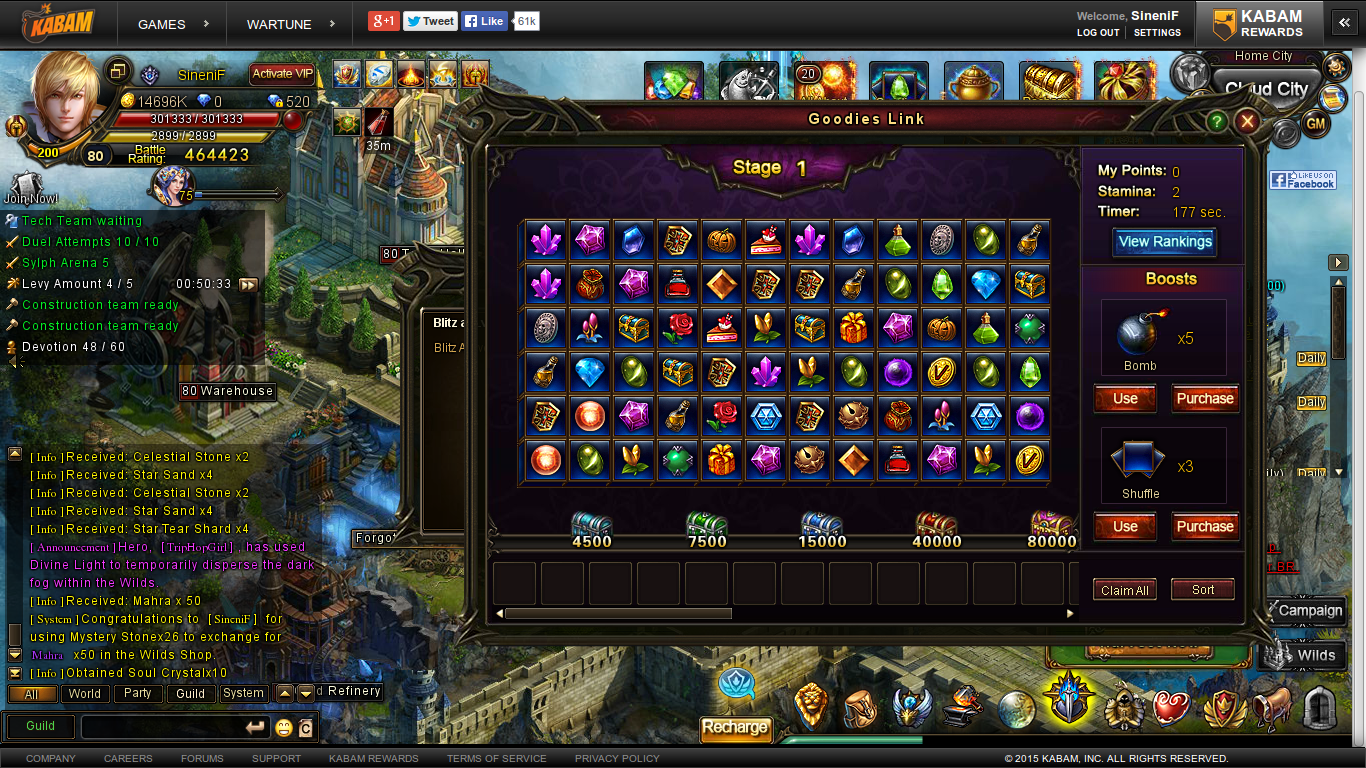 KABAM
GAMES
WARTUNE
g+1
Tweet
Like
61k
Welcome, SineniF
LOG OUT
SETTINGS
KABAM
REWARDS
SineniF
Activate VIP
14696K
0
520
301333 / 301333
2899 / 2899
200
80
Battle
Rating:
464423
35m
20
Home City
Cloud City
GM
Join Now!
75
Tech Team waiting
Duel Attempts 10 / 10
Sylph Arena 5
Levy Amount 4 / 5
00:50:33
Construction team ready
Construction team ready
Devotion 48 / 60
80 Warehouse
Goodies Link
Stage 1
My Points: 0
Stamina: 2
Timer: 177 sec.
View Rankings
Boosts
x5
Bomb
Use
Purchase
x3
Shuffle
Use
Purchase
LIKE US ON
Facebook
Daily
Daily
Daily
4500
7500
15000
40000
80000
Claim All
Sort
[ Info ]Received: Celestial Stone x2
[ Info ]Received: Star Sand x4
[ Info ]Received: Celestial Stone x2
[ Info ]Received: Star Sand x4
[ Info ]Received: Star Tear Shard x4
[ Announcement ]Hero, [TripHopGirl] , has used
Divine Light to temporarily disperse the dark
fog within the Wilds.
[ Info ]Received: Mahra x 50
[ System ]Congratulations to [SineniF] for
using Mystery Stonex26 to exchange for
Mahra x50 in the Wilds Shop.
[ Info ]Obtained Soul Crystalx10
All
World
Party
Guild
System
d Refinery
Guild
Recharge
Campaign
Wilds
COMPANY
CAREERS
FORUMS
SUPPORT
KABAM REWARDS
TERMS OF SERVICE
PRIVACY POLICY
© 2015 KABAM, INC. ALL RIGHTS RESERVED.